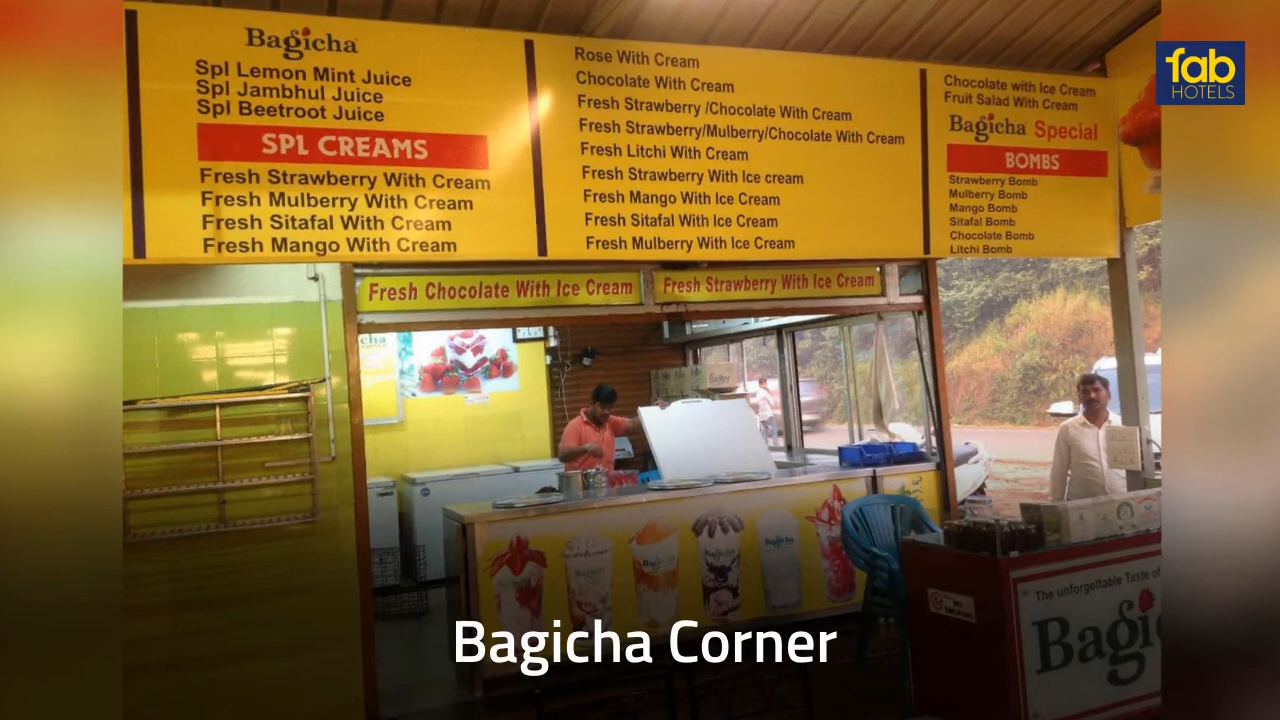 Bagicha
Spl Lemon Mint Juice
Spl Jambhul Juice
Spl Beetroot Juice
SPL CREAMS
Fresh Strawberry With Cream
Fresh Mulberry With Cream
Fresh Sitafal With Cream
Fresh Mango With Cream
Rose With Cream
Chocolate With Cream
Fresh Strawberry /Chocolate With Cream
Fresh Strawberry/Mulberry/Chocolate With Cream
Fresh Litchi With Cream
Fresh Strawberry With Ice cream
Fresh Mango With Ice Cream
Fresh Sitafal With Ice Cream
Fresh Mulberry With Ice Cream
Chocolate with Ice Cream
Fruit Salad With Cream
Bagicha Special
BOMBS
Strawberry Bomb
Mulberry Bomb
Mango Bomb
Sitafal Bomb
Chocolate Bomb
Litchi Bomb
fab
HOTELS
Fresh Chocolate With Ice Cream
Fresh Strawberry With Ice Cream
cha
Bailey
NO
SMOKING
The unforgettable Taste of
Bagi
Bagicha Corner